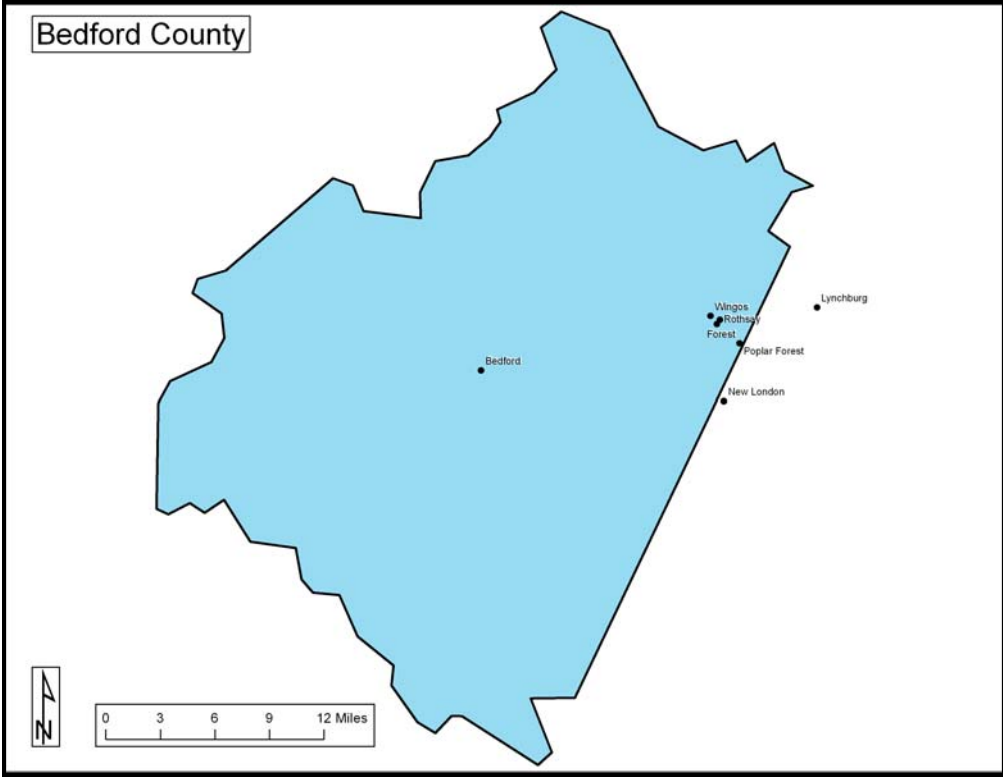 Bedford County
Wingos
Lynchburg
Rothsay
Forest
Poplar Forest
Bedford
New London
N
0 3 6 9 12 Miles